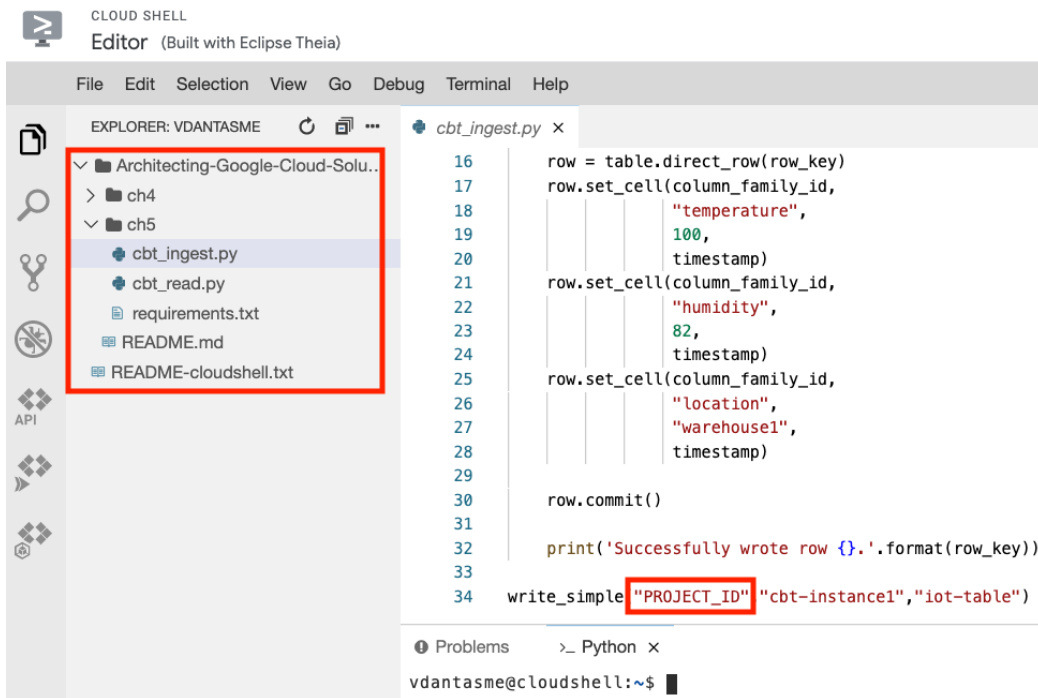 CLOUD SHELL
Editor (Built with Eclipse Theia)
File Edit Selection View Go Debug Terminal Help
EXPLORER: VDANTASME
Architecting-Google-Cloud-Solu..
ch4
ch5
cbt_ingest.py
cbt_read.py
requirements.txt
README.md
README-cloudshell.txt
API
cbt_ingest.py
16 row = table.direct_row(row_key)
17 row.set_cell(column_family_id,
18 "temperature",
19 100,
20 timestamp)
21 row.set_cell(column_family_id,
22 "humidity",
23 82,
24 timestamp)
25 row.set_cell(column_family_id,
26 "location",
27 "warehouse1",
28 timestamp)
29
30 row.commit()
31
32 print('Successfully wrote row {}.'.format(row_key))
33
34 write_simple "PROJECT_ID" "cbt-instance1","iot-table")
Problems >_ Python
vdantasme@cloudshell:~$